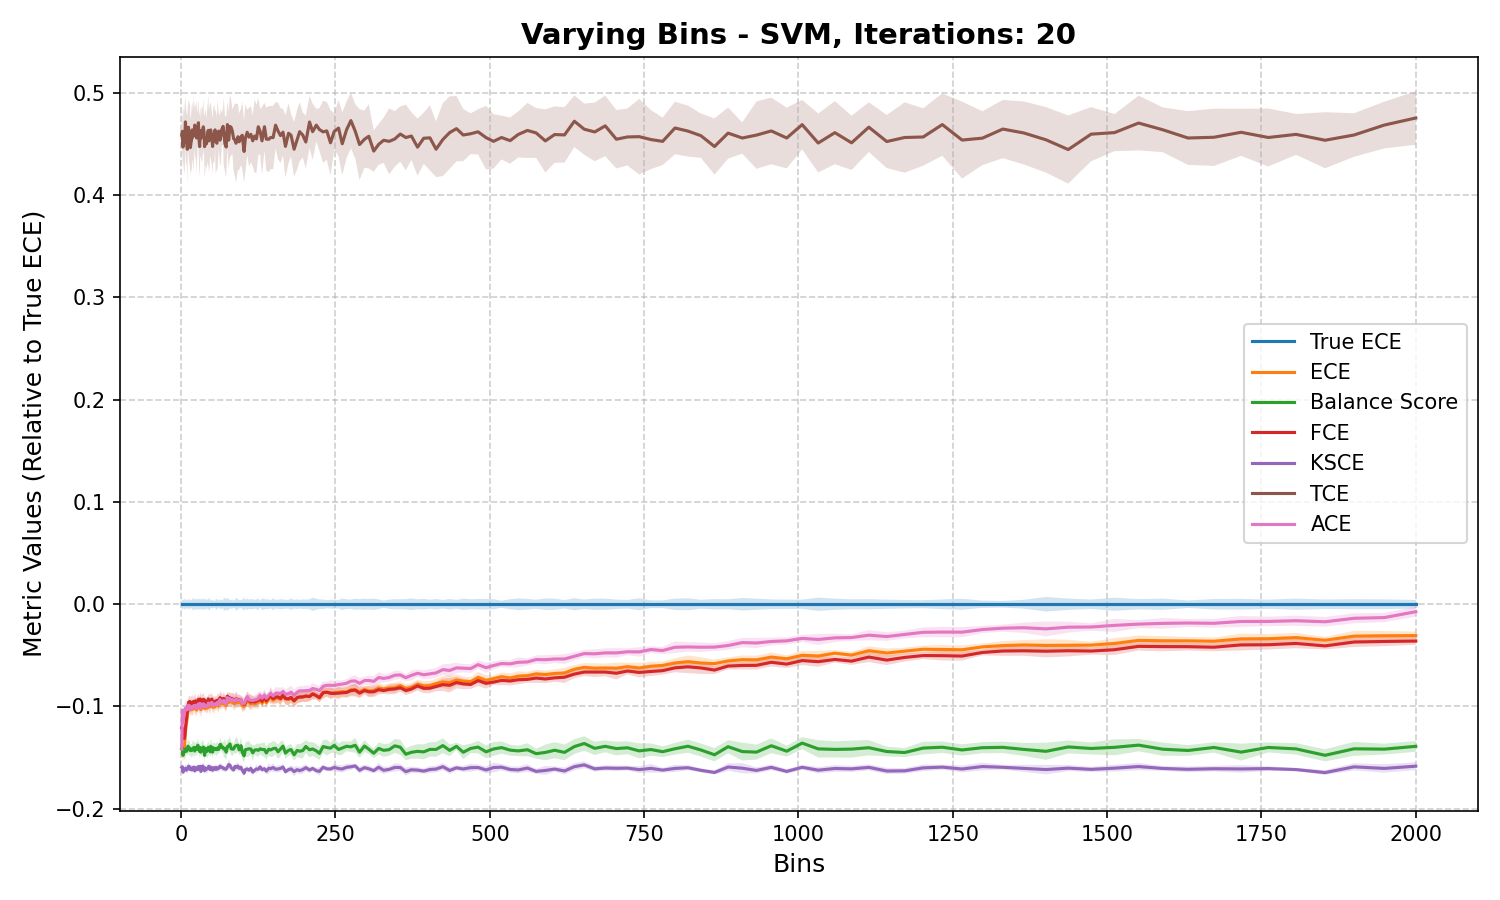 Varying Bins - SVM, Iterations: 20
Metric Values (Relative to True ECE)
0.5
0.4
0.3
0.2
0.1
0.0
−0.1
−0.2
True ECE
ECE
Balance Score
FCE
KSCE
TCE
ACE
0 250 500 750 1000 1250 1500 1750 2000
Bins